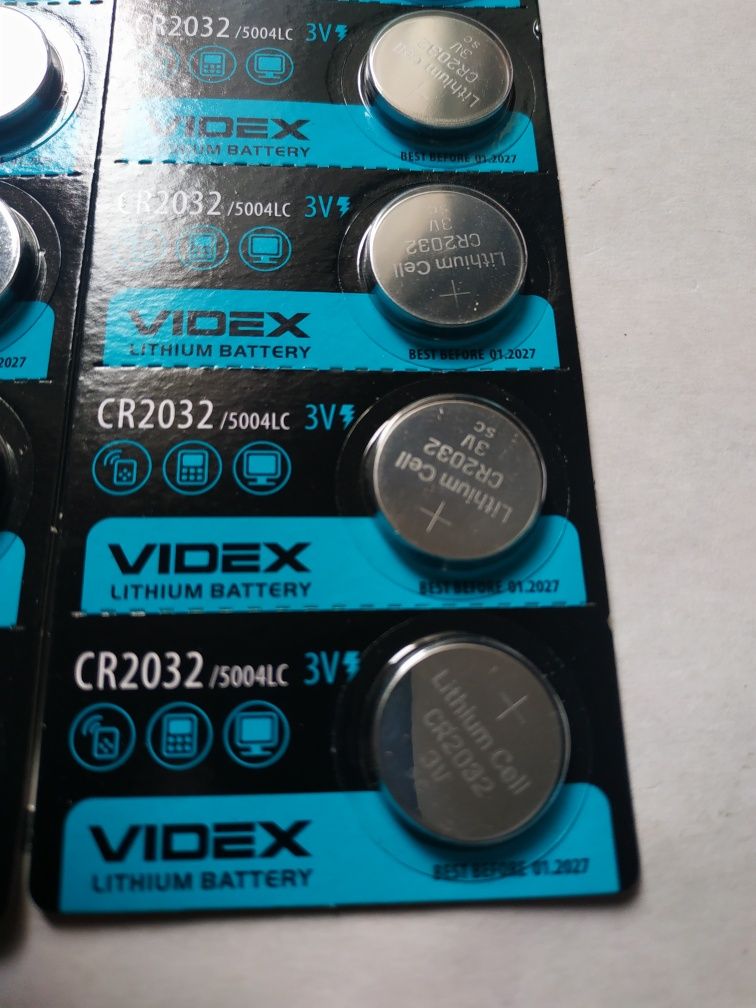 CR2032 /5004LC 3V
Lithium Cell
CR2032
3V
SC
VIDEX
LITHIUM BATTERY
BEST BEFORE 01.2027
CR2032 /5004LC 3V
Lithium Cell
CR2032
3V
SC
VIDEX
LITHIUM BATTERY
BEST BEFORE 01.2027
2027
CR2032 /5004LC 3V
Lithium Cell
CR2032
3V
SC
VIDEX
LITHIUM BATTERY
BEST BEFORE 01.2027
CR2032 /5004LC 3V
Lithium Cell
CR2032
3V
VIDEX
LITHIUM BATTERY
BEST BEFORE 01.2027